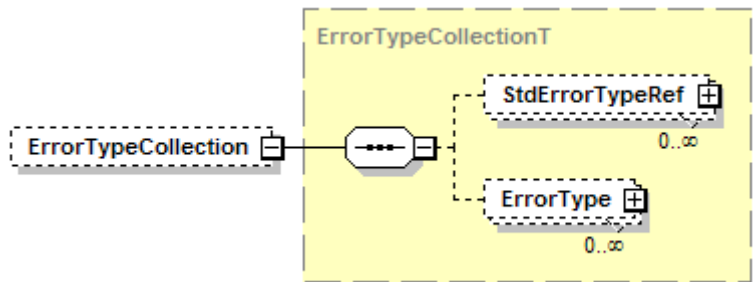 ErrorTypeCollectionT
StdErrorTypeRef
0..∞
ErrorTypeCollection
ErrorType
0..∞